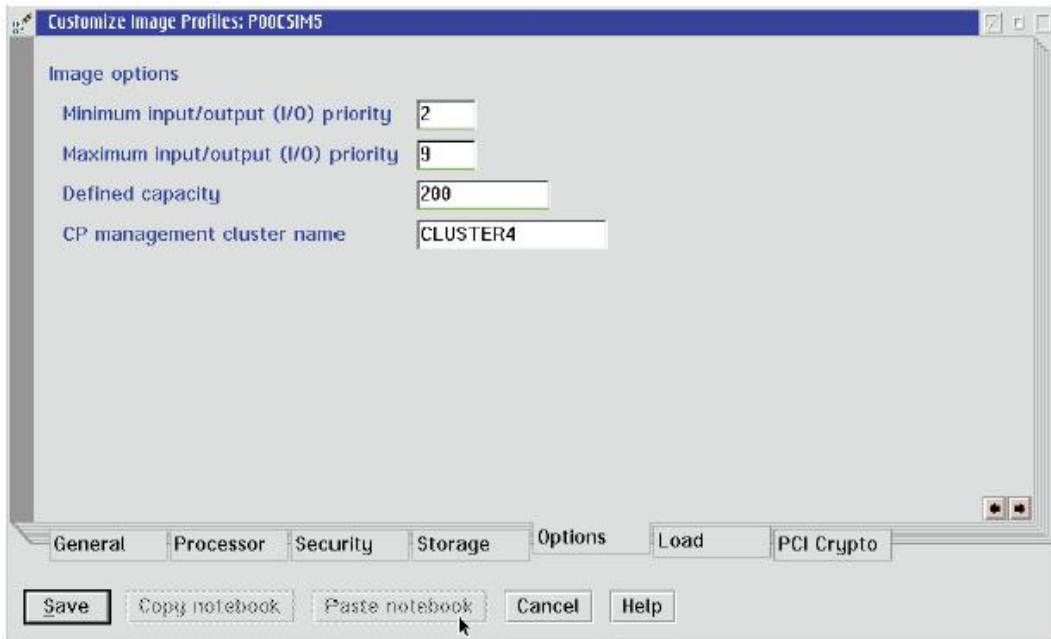 Customize Image Profiles: P00CSIM5
Image options
Minimum input/output (I/O) priority 2
Maximum input/output (I/O) priority 9
Defined capacity 200
CP management cluster name CLUSTER4
General Processor Security Storage Options Load PCI Crypto
Save Copy notebook Paste notebook Cancel Help